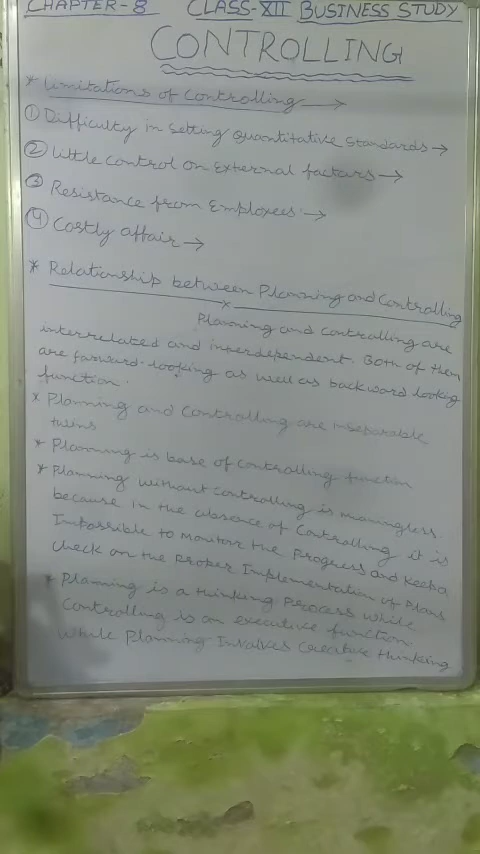 CHAPTER-8 CLASS-XII BUSINESS STUDY
CONTROLLING
* Limitations of Controlling →
① Difficulty in Setting Quantitative Standards →
② Little Control on External factors →
③ Resistance from Employees →
④ Costly affair →
* Relationship between Planning and Controlling
Planning and Controlling are
interrelated and interdependent. Both of them
are forward-looking as well as backward looking
function.
* Planning and Controlling are inseparable
twins
* Planning is base of controlling function
* Planning without controlling is meaningless
because in the absence of controlling it is
Impossible to monitor the Progress and keep a
check on the Proper Implementation of Plans
* Planning is a thinking Process while
Controlling is an executive function.
While Planning Involves Creative thinking